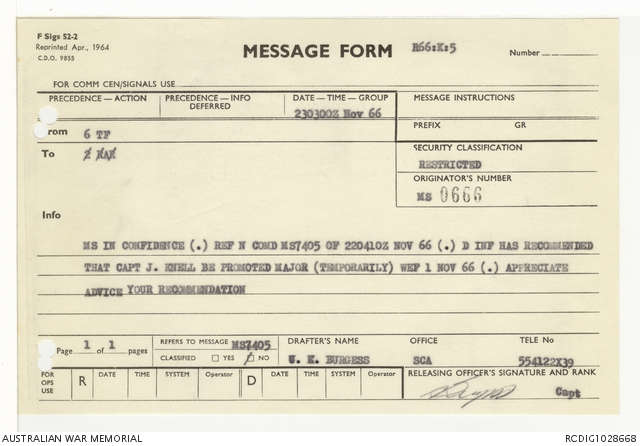 F Sigs 52-2
Reprinted Apr., 1964
C.D.O. 9855
MESSAGE FORM
R66:K:5
Number
FOR COMM CEN/SIGNALS USE
PRECEDENCE — ACTION
PRECEDENCE — INFO
DEFERRED
DATE — TIME — GROUP
230300Z Nov 66
MESSAGE INSTRUCTIONS
From 6 TF
PREFIX GR
To
SECURITY CLASSIFICATION
RESTRICTED
ORIGINATOR'S NUMBER
MS 0666
Info
MS IN CONFIDENCE (.) REF N COMD MS7405 OF 220410Z NOV 66 (.) D INF HAS RECOMMENDED
THAT CAPT J. KNELL BE PROMOTED MAJOR (TEMPORARILY) WEF 1 NOV 66 (.) APPRECIATE
ADVICE YOUR RECOMMENDATION
Page 1 of 1 pages
REFERS TO MESSAGE MS7405
CLASSIFIED YES NO
DRAFTER'S NAME
U. K. BURGESS
OFFICE
SCA
TELE No
554122X39
FOR OPS USE
R DATE TIME SYSTEM Operator D DATE TIME SYSTEM Operator
RELEASING OFFICER'S SIGNATURE AND RANK
Capt
AUSTRALIAN WAR MEMORIAL
RCDIG1028668